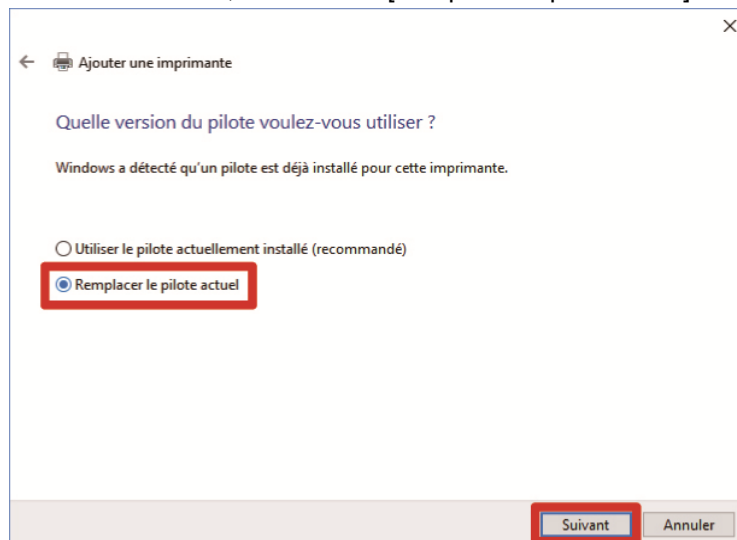 Ajouter une imprimante
Quelle version du pilote voulez-vous utiliser ?
Windows a détecté qu'un pilote est déjà installé pour cette imprimante.
Utiliser le pilote actuellement installé (recommandé)
Remplacer le pilote actuel
Suivant Annuler